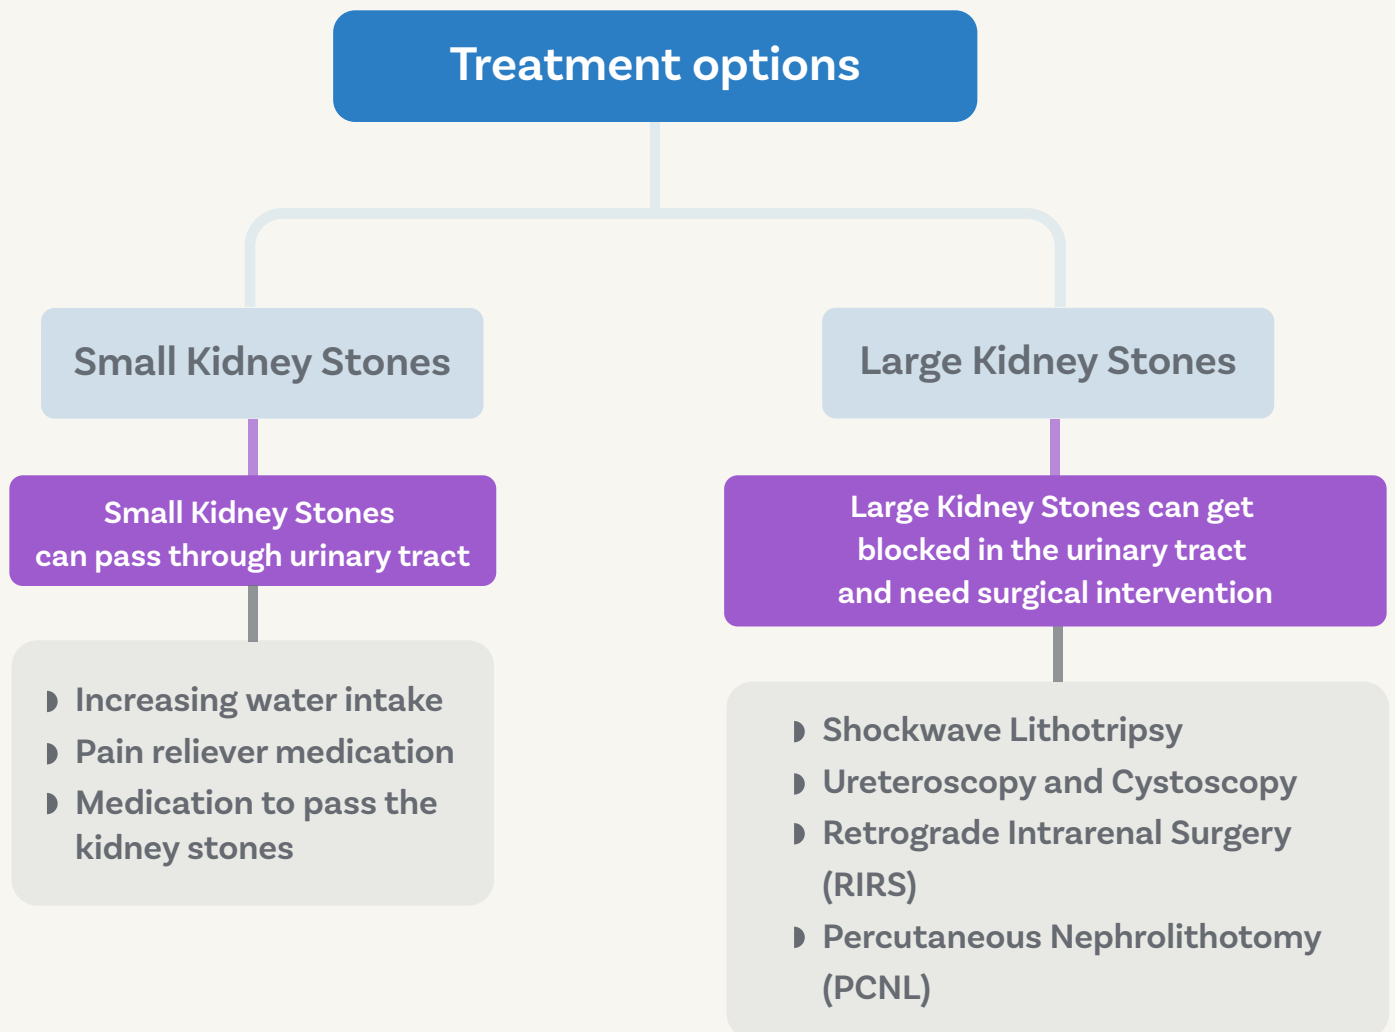 Treatment options
Small Kidney Stones
Small Kidney Stones
can pass through urinary tract
Increasing water intake
Pain reliever medication
Medication to pass the
kidney stones
Large Kidney Stones
Large Kidney Stones can get
blocked in the urinary tract
and need surgical intervention
Shockwave Lithotripsy
Ureteroscopy and Cystoscopy
Retrograde Intrarenal Surgery
(RIRS)
Percutaneous Nephrolithotomy
(PCNL)